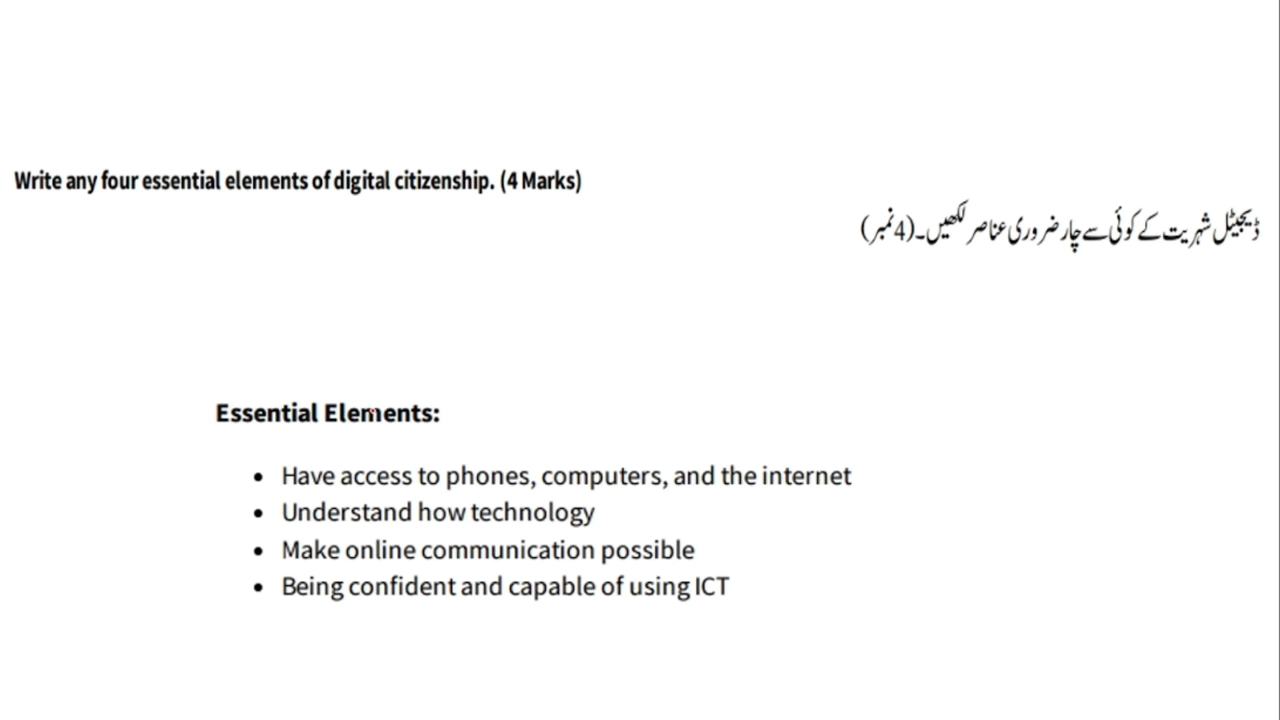 Write any four essential elements of digital citizenship. (4 Marks)
ڈیجیٹل شہریت کے کوئی سے چار ضروری عناصر لکھیں۔(4نمبر)
Essential Elements:
• Have access to phones, computers, and the internet
• Understand how technology
• Make online communication possible
• Being confident and capable of using ICT